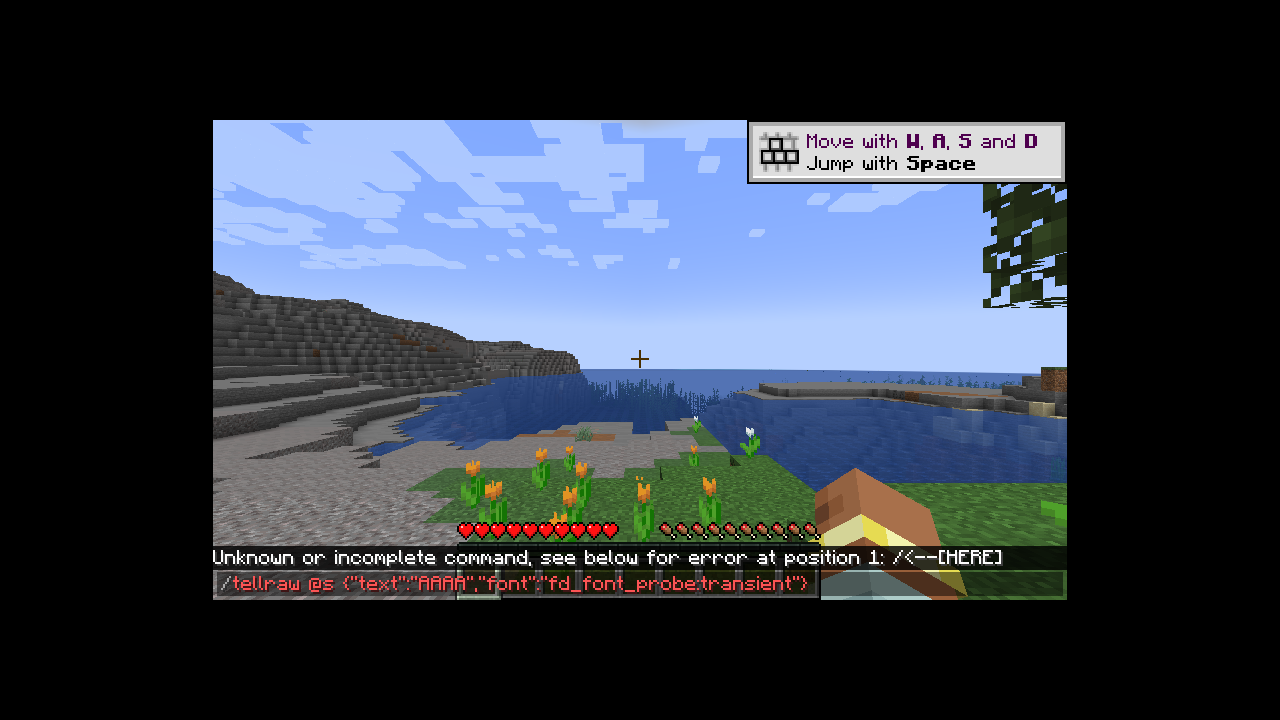 Move with W, A, S and D
Jump with Space
Unknown or incomplete command, see below for error at position 1: /<--[HERE]
/tellraw @s {"text":"AAAA","font":"fd_font_probe:transient"}